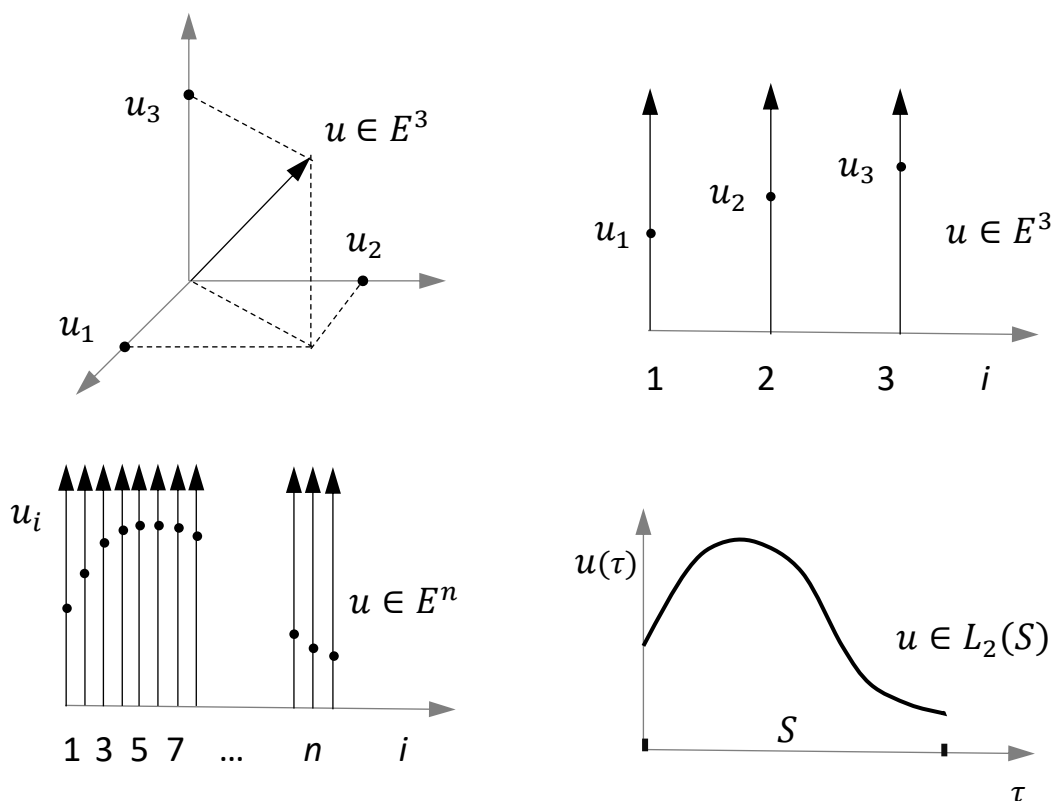 u₃
u ∈ E³
u₂
u₁
u₁
u₂
u₃
u ∈ E³
1 2 3 i
uᵢ
u ∈ Eⁿ
1 3 5 7 ... n i
u(τ)
u ∈ L₂(S)
S
τ